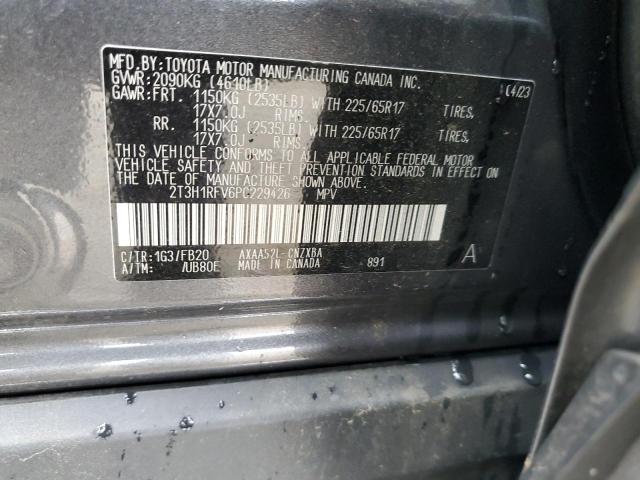 MFD.BY:TOYOTA MOTOR MANUFACTURING CANADA INC.
GVWR:2090KG (4610LB) 04/23
GAWR:FRT. 1150KG (2535LB) WITH 225/65R17 TIRES,
17X7.0J RIMS,
RR. 1150KG (2535LB) WITH 225/65R17 TIRES,
17X7.0J RIMS,
THIS VEHICLE CONFORMS TO ALL APPLICABLE FEDERAL MOTOR
VEHICLE SAFETY AND THEFT PREVENTION STANDARDS IN EFFECT ON
THE DATE OF MANUFACTURE SHOWN ABOVE.
2T3H1RFV6PC229426 MPV
C/TR:1G3/FB20 AXAA52L-CNZXBA
A/TM: /UB80E MADE IN CANADA 891 A